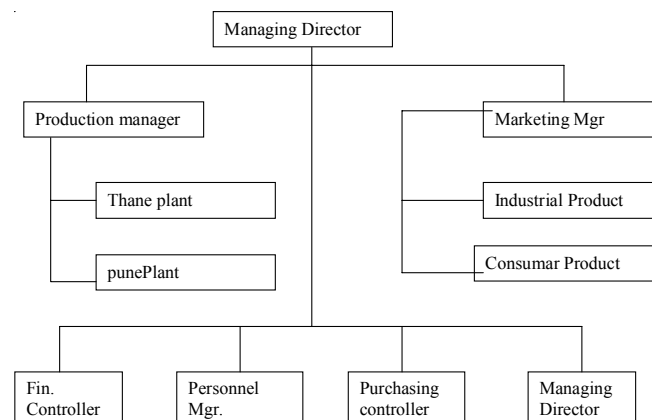 Managing Director
Production manager
Marketing Mgr
Thane plant
Industrial Product
punePlant
Consumar Product
Fin.
Controller
Personnel
Mgr.
Purchasing
controller
Managing
Director